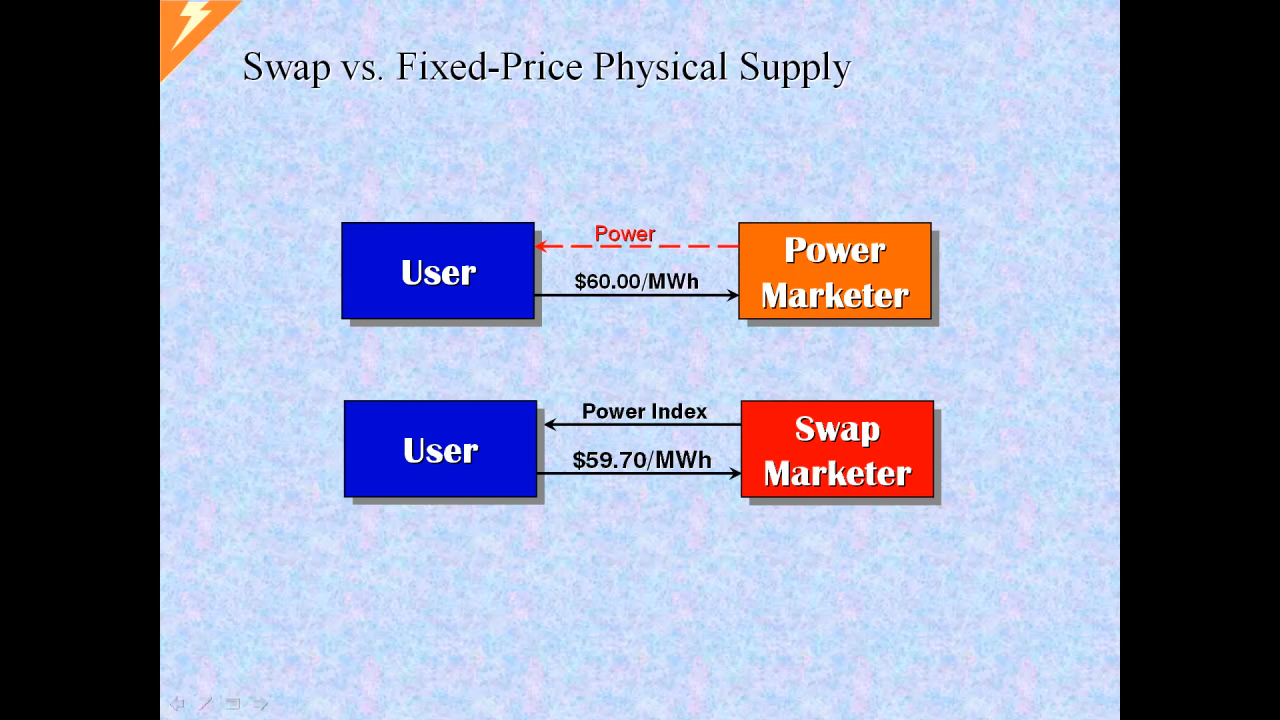 Swap vs. Fixed-Price Physical Supply
Power
User
$60.00/MWh
Power
Marketer
Power Index
User
$59.70/MWh
Swap
Marketer